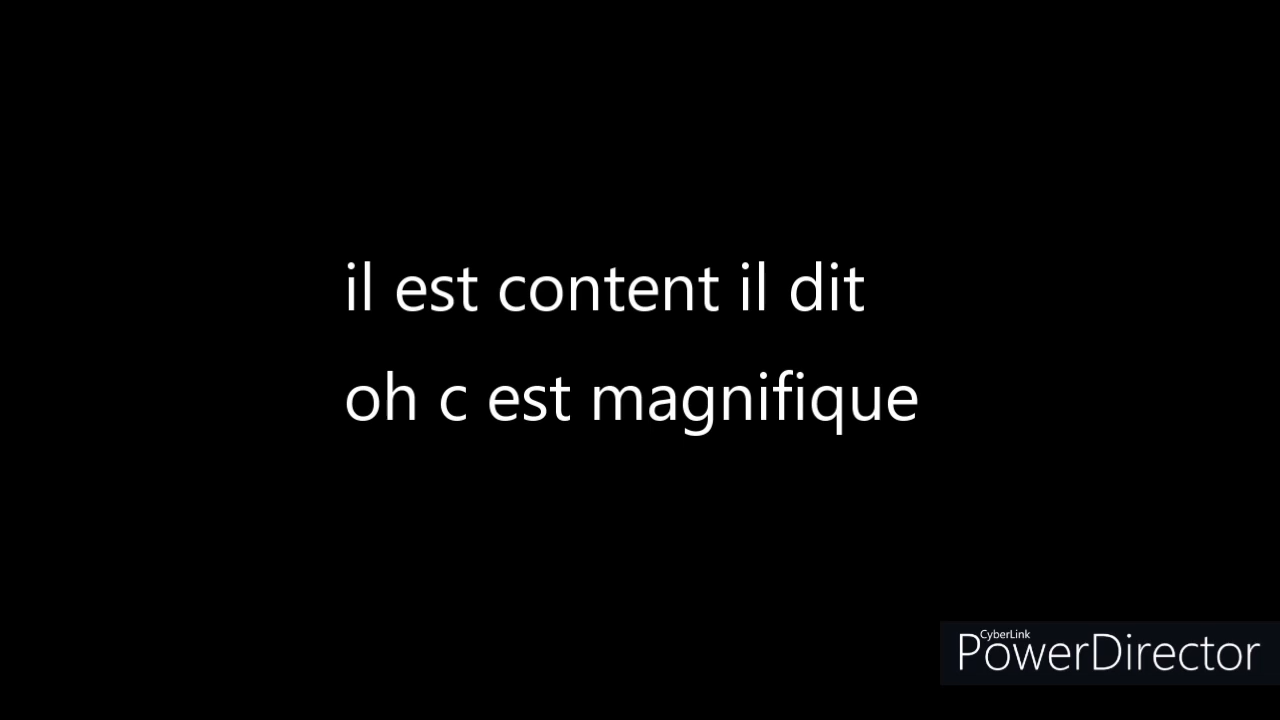 il est content il dit
oh c est magnifique
CyberLink
PowerDirector